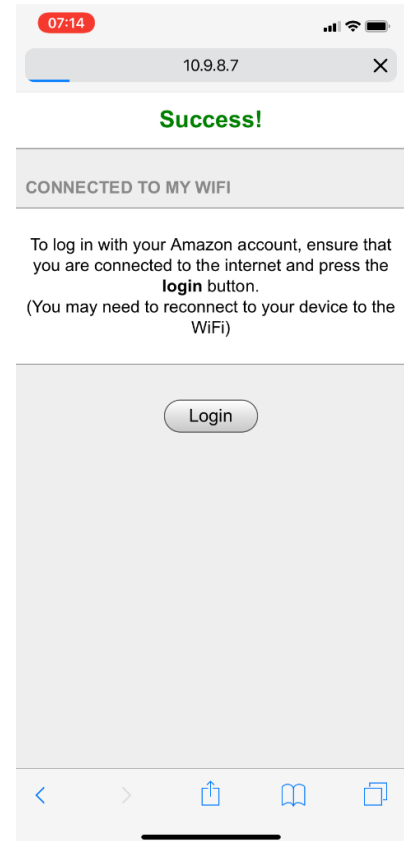 07:14
10.9.8.7
Success!
CONNECTED TO MY WIFI
To log in with your Amazon account, ensure that
you are connected to the internet and press the
login button.
(You may need to reconnect to your device to the
WiFi)
Login